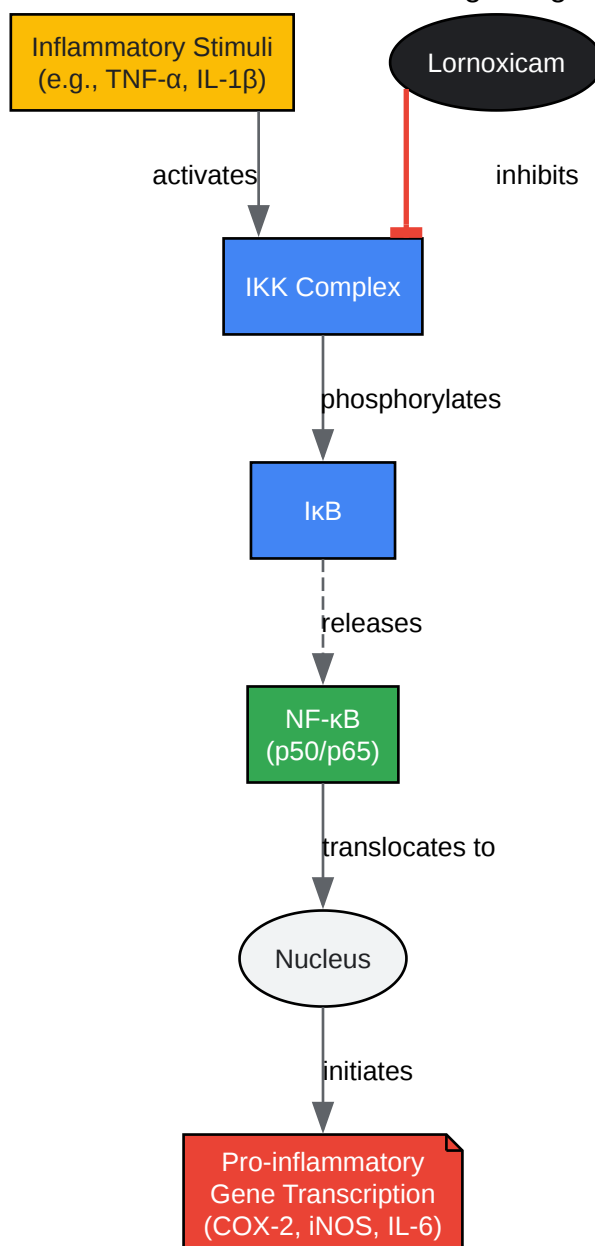 Inflammatory Stimuli
(e.g., TNF-α, IL-1β)
Lornoxicam
activates
inhibits
IKK Complex
phosphorylates
IκB
releases
NF-κB
(p50/p65)
translocates to
Nucleus
initiates
Pro-inflammatory
Gene Transcription
(COX-2, iNOS, IL-6)